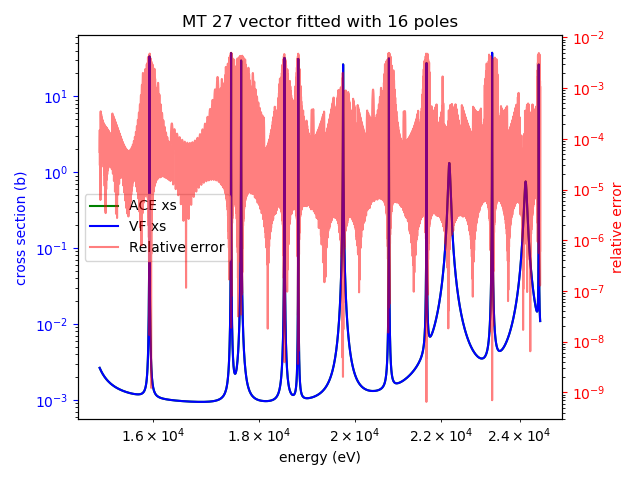 MT 27 vector fitted with 16 poles
cross section (b)
10¹
10⁰
10⁻¹
10⁻²
10⁻³
ACE xs
VF xs
Relative error
10⁻²
10⁻³
10⁻⁴
10⁻⁵
10⁻⁶
10⁻⁷
10⁻⁸
10⁻⁹
relative error
1.6 × 10⁴
1.8 × 10⁴
2 × 10⁴
2.2 × 10⁴
2.4 × 10⁴
energy (eV)